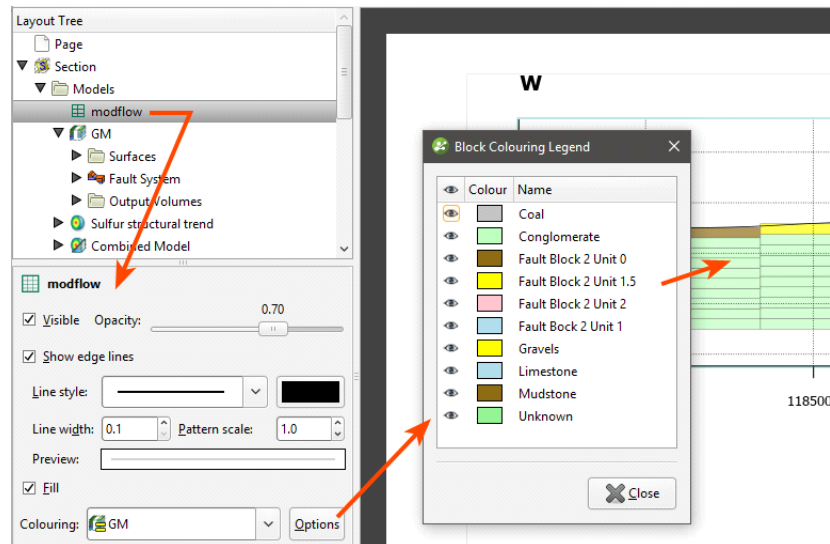 Layout Tree
Page
Section
Models
modflow
GM
Surfaces
Fault System
Output Volumes
Sulfur structural trend
Combined Model
modflow
Visible Opacity: 0.70
Show edge lines
Line style:
Line width: 0.1 Pattern scale: 1.0
Preview:
Fill
Colouring: GM Options
W
Block Colouring Legend
Colour Name
Coal
Conglomerate
Fault Block 2 Unit 0
Fault Block 2 Unit 1.5
Fault Block 2 Unit 2
Fault Bock 2 Unit 1
Gravels
Limestone
Mudstone
Unknown
Close
118500